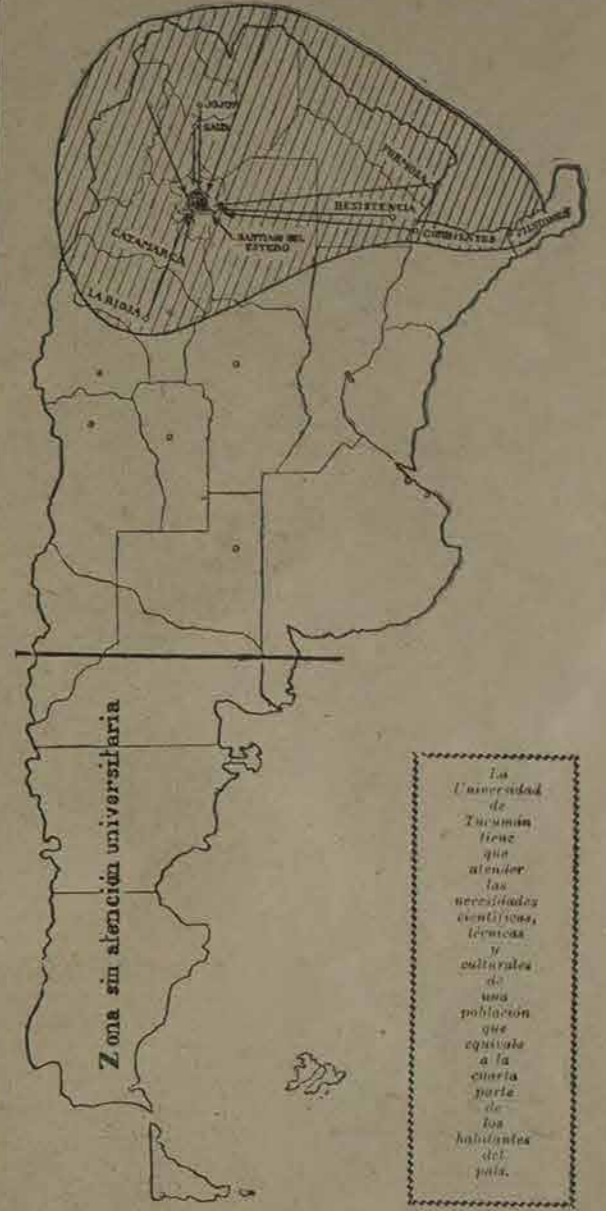 JUJUY
SALTA
FORMOSA
RESISTENCIA
CORRIENTES
MISIONES
SANTIAGO DEL
ESTERO
CATAMARCA
LA RIOJA
Zona sin atención universitaria
La
Universidad
de
Tucumán
tiene
que
atender
las
necesidades
científicas,
técnicas
y
culturales
de
una
población
que
equivale
a la
cuarta
parte
de
los
habitantes
del
país.